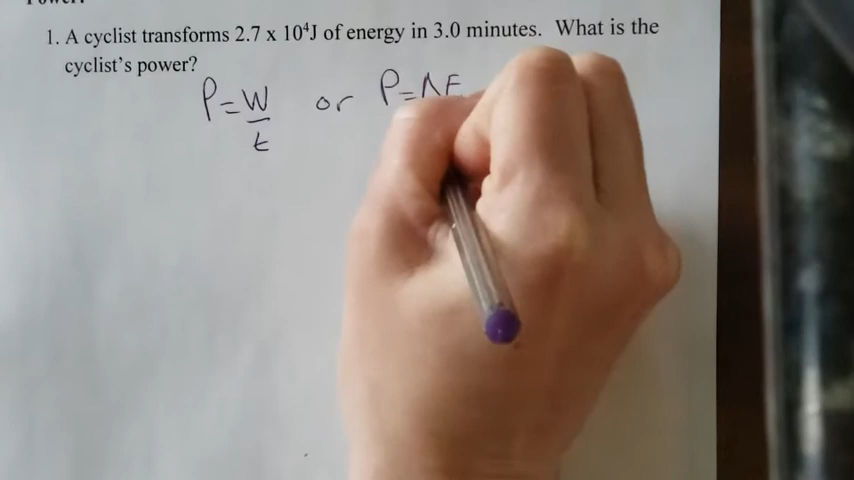 1. A cyclist transforms 2.7 x 10⁴J of energy in 3.0 minutes. What is the
cyclist's power?
P = W/t or P = ΔE